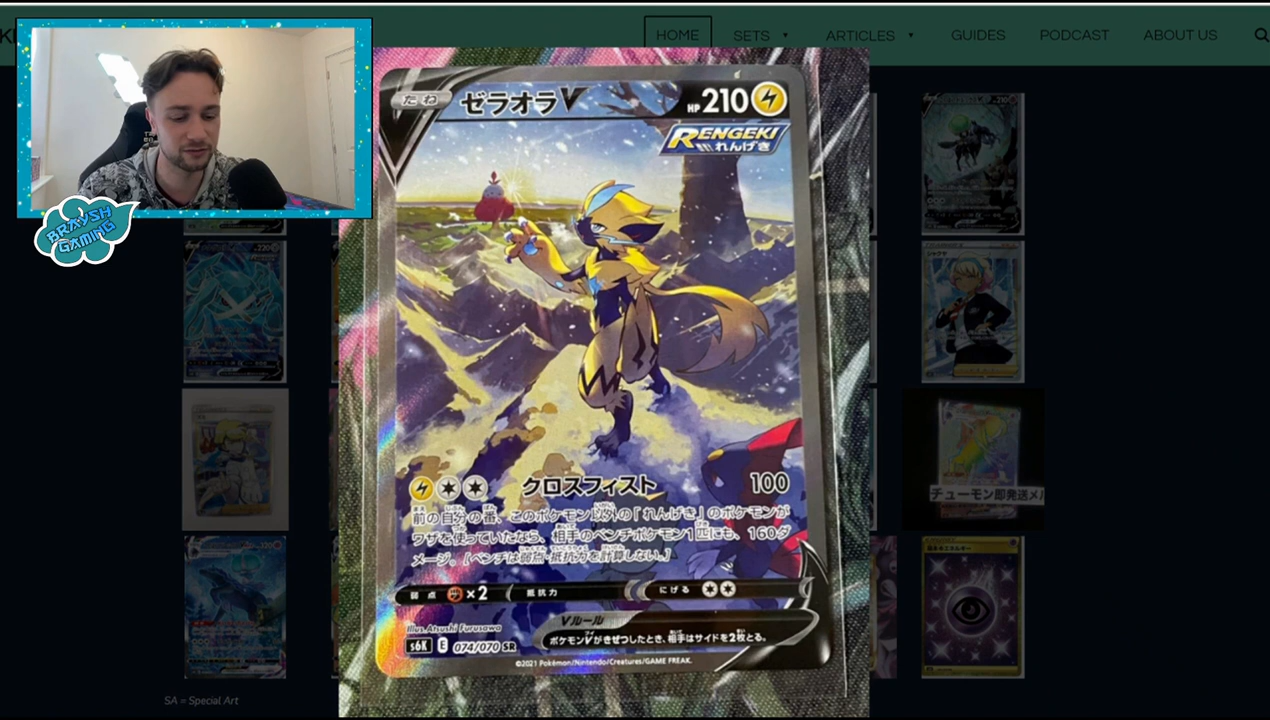 HOME
SETS
ARTICLES
GUIDES
PODCAST
ABOUT US
BRAYSH
GAMING
たね
ゼラオラV
HP 210
RENGEKI
れんげき
クロスフィスト 100
前の自分の番、このポケモン以外の「れんげき」のポケモンが
ワザを使っていたなら、相手のベンチポケモン1匹にも、160ダ
メージ。[ベンチは弱点・抵抗力を計算しない。]
弱点 ×2 抵抗力 にげる
Vルール
ポケモンVがきぜつしたとき、相手はサイドを2枚とる。
Illus. Atsushi Furusawa
s6K E 074/070 SR
©2021 Pokémon/Nintendo/Creatures/GAME FREAK.
チューモン即発送メル
SA = Special Art